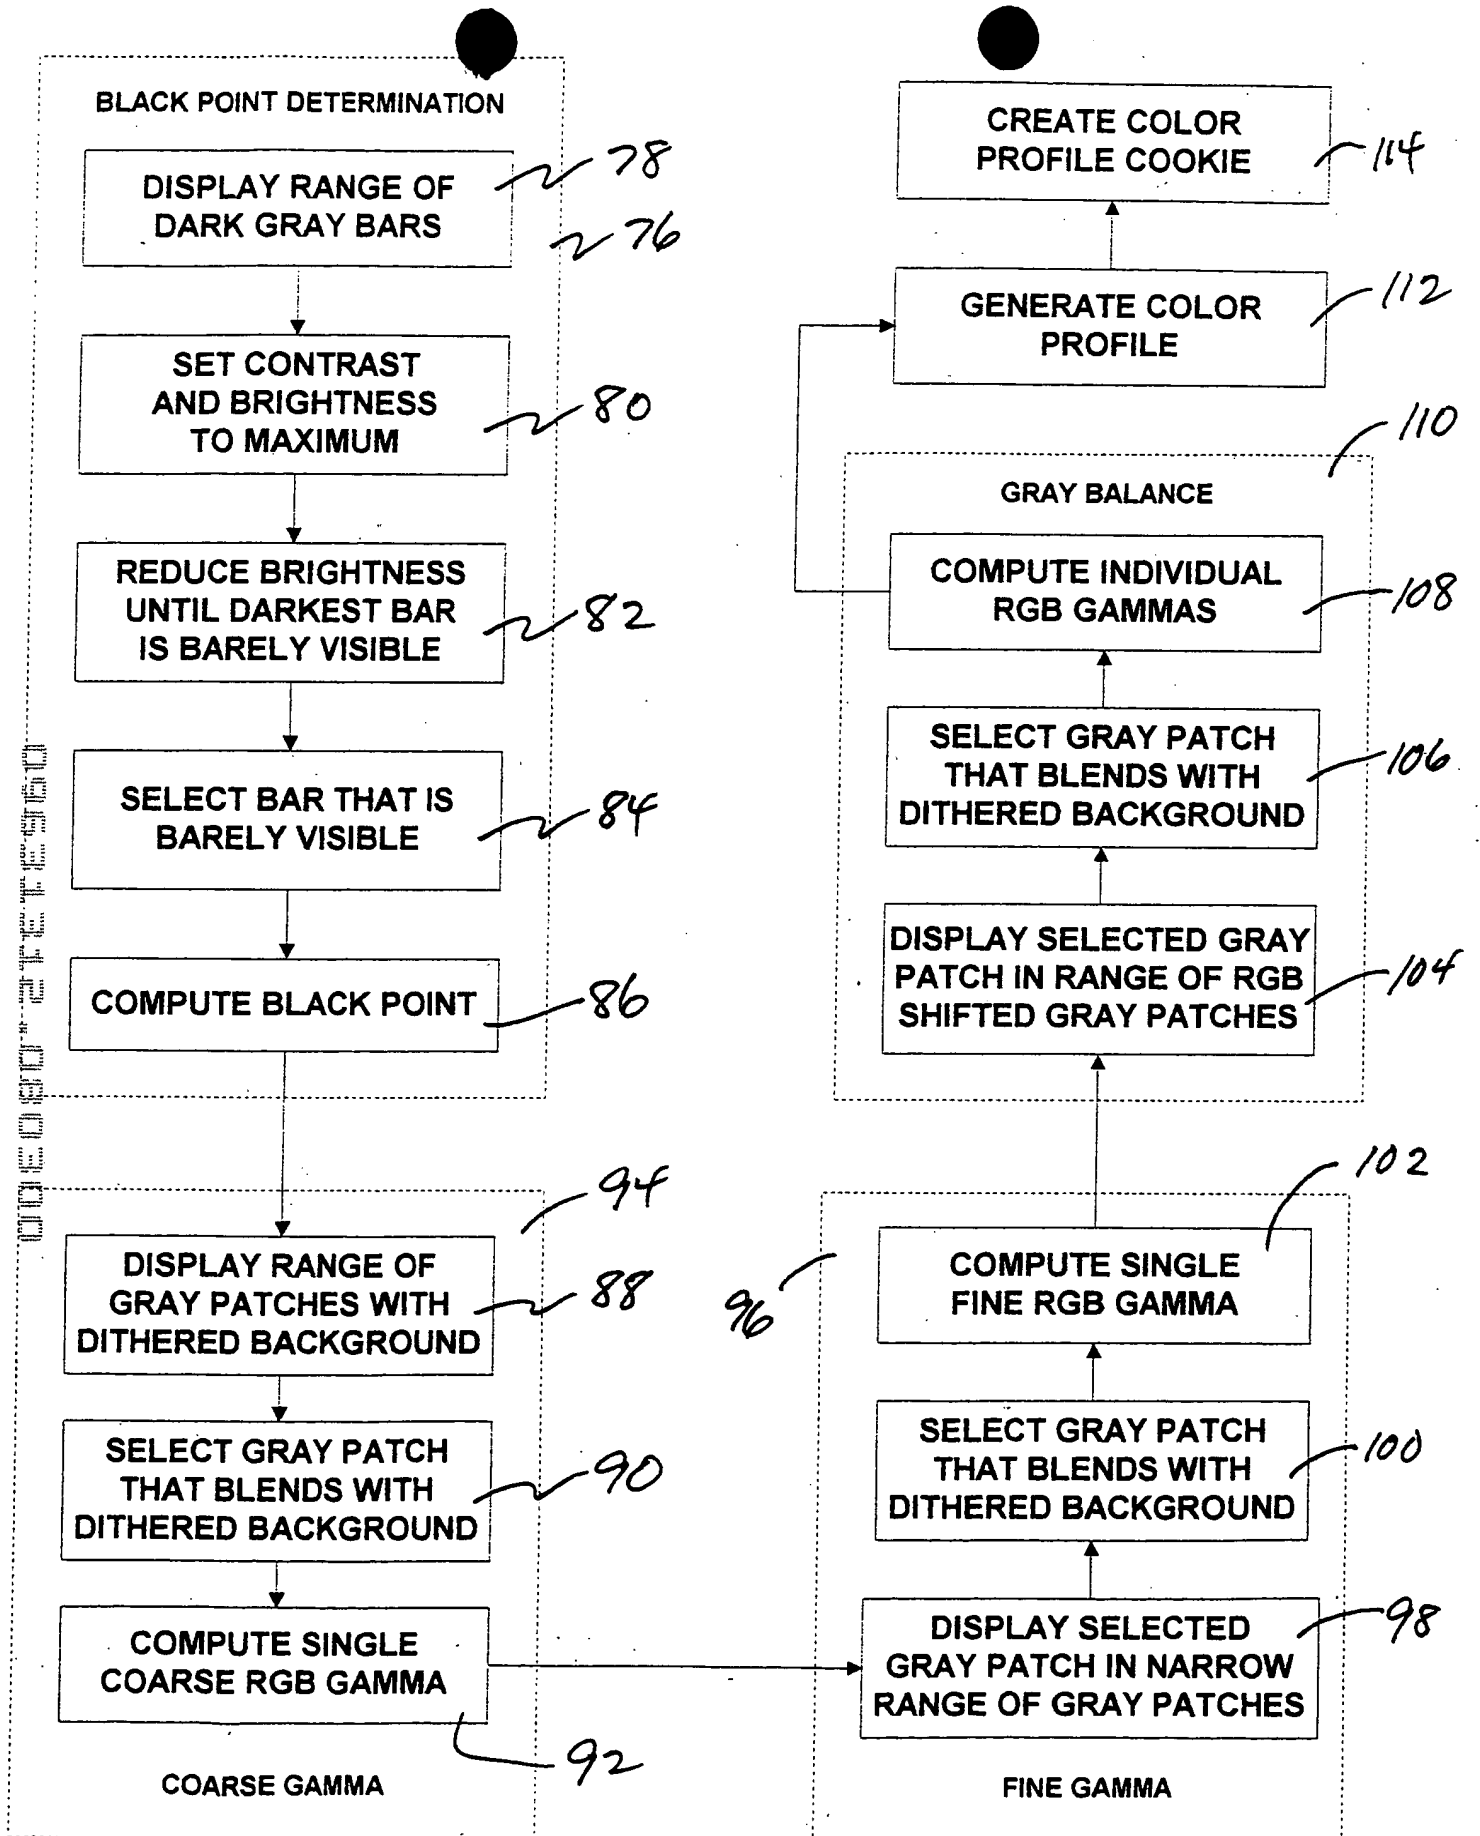 BLACK POINT DETERMINATION
DISPLAY RANGE OF
DARK GRAY BARS
78
76
SET CONTRAST
AND BRIGHTNESS
TO MAXIMUM
80
REDUCE BRIGHTNESS
UNTIL DARKEST BAR
IS BARELY VISIBLE
82
SELECT BAR THAT IS
BARELY VISIBLE
84
COMPUTE BLACK POINT
86
94
DISPLAY RANGE OF
GRAY PATCHES WITH
DITHERED BACKGROUND
88
SELECT GRAY PATCH
THAT BLENDS WITH
DITHERED BACKGROUND
90
COMPUTE SINGLE
COARSE RGB GAMMA
92
COARSE GAMMA
CREATE COLOR
PROFILE COOKIE
114
GENERATE COLOR
PROFILE
112
110
GRAY BALANCE
COMPUTE INDIVIDUAL
RGB GAMMAS
108
SELECT GRAY PATCH
THAT BLENDS WITH
DITHERED BACKGROUND
106
DISPLAY SELECTED GRAY
PATCH IN RANGE OF RGB
SHIFTED GRAY PATCHES
104
102
96
COMPUTE SINGLE
FINE RGB GAMMA
SELECT GRAY PATCH
THAT BLENDS WITH
DITHERED BACKGROUND
100
DISPLAY SELECTED
GRAY PATCH IN NARROW
RANGE OF GRAY PATCHES
98
FINE GAMMA